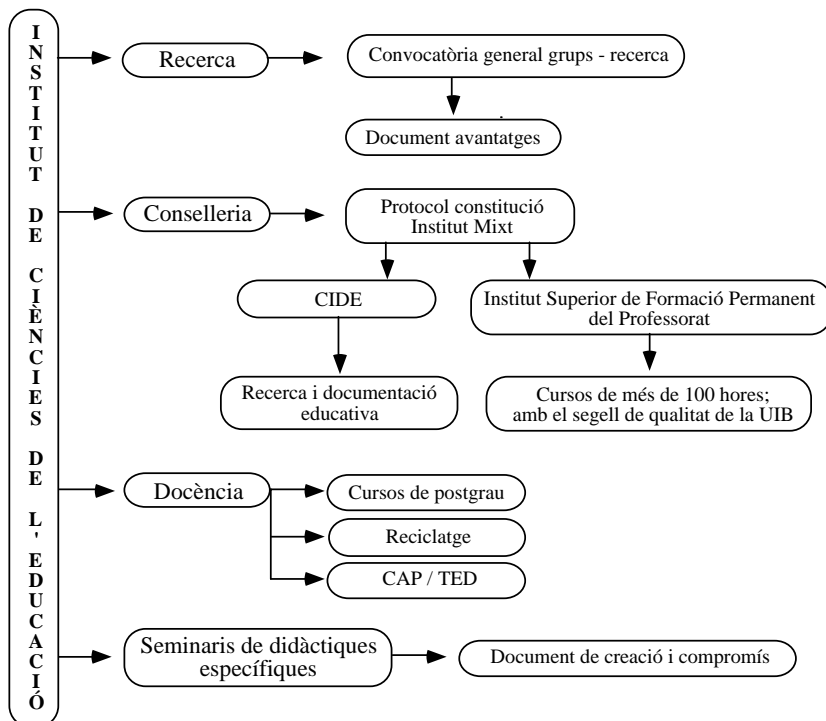 INSTITUT DE CIÈNCIES DE L'EDUCACIÓ
Recerca
Convocatòria general grups - recerca
Document avantatges
Conselleria
Protocol constitució
Institut Mixt
CIDE
Institut Superior de Formació Permanent
del Professorat
Recerca i documentació
educativa
Cursos de més de 100 hores;
amb el segell de qualitat de la UIB
Docència
Cursos de postgrau
Reciclatge
CAP / TED
Seminaris de didàctiques
específiques
Document de creació i compromís